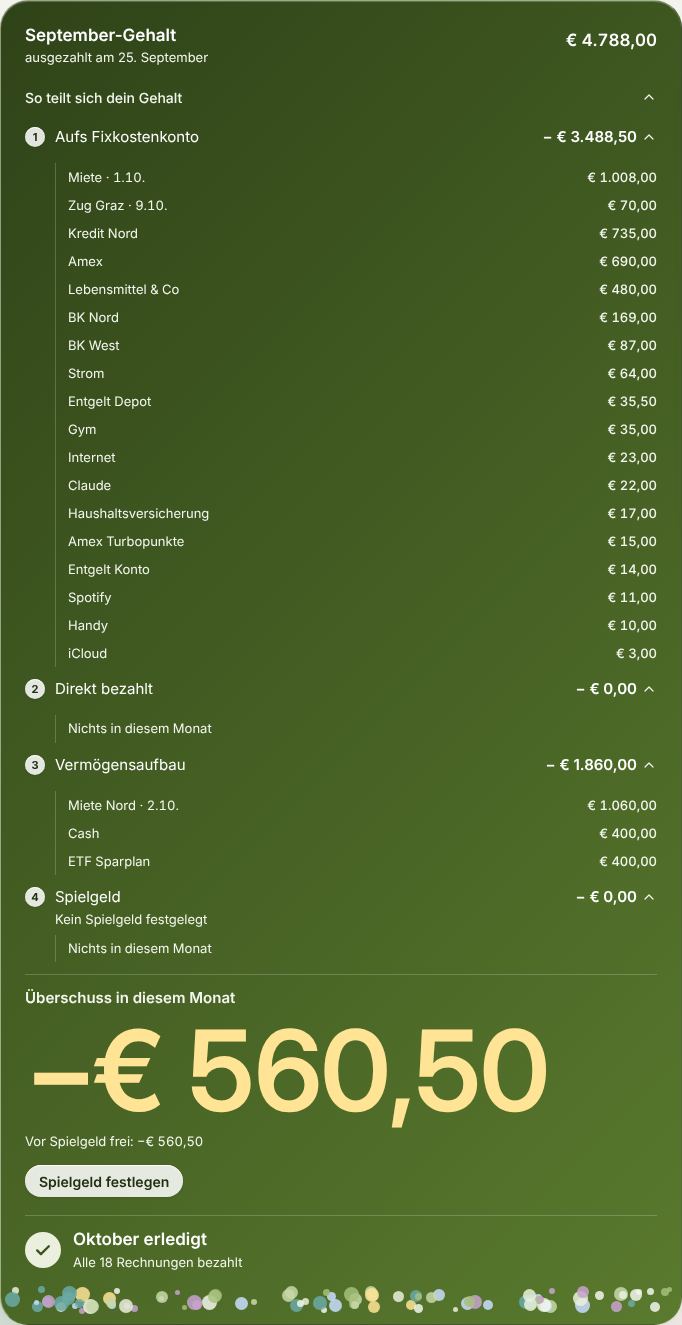 September-Gehalt
€ 4.788,00
ausgezahlt am 25. September
So teilt sich dein Gehalt
1 Aufs Fixkostenkonto – € 3.488,50
Miete · 1.10. € 1.008,00
Zug Graz · 9.10. € 70,00
Kredit Nord € 735,00
Amex € 690,00
Lebensmittel & Co € 480,00
BK Nord € 169,00
BK West € 87,00
Strom € 64,00
Entgelt Depot € 35,50
Gym € 35,00
Internet € 23,00
Claude € 22,00
Haushaltsversicherung € 17,00
Amex Turbopunkte € 15,00
Entgelt Konto € 14,00
Spotify € 11,00
Handy € 10,00
iCloud € 3,00
2 Direkt bezahlt – € 0,00
Nichts in diesem Monat
3 Vermögensaufbau – € 1.860,00
Miete Nord · 2.10. € 1.060,00
Cash € 400,00
ETF Sparplan € 400,00
4 Spielgeld – € 0,00
Kein Spielgeld festgelegt
Nichts in diesem Monat
Überschuss in diesem Monat
−€ 560,50
Vor Spielgeld frei: −€ 560,50
Spielgeld festlegen
Oktober erledigt
Alle 18 Rechnungen bezahlt